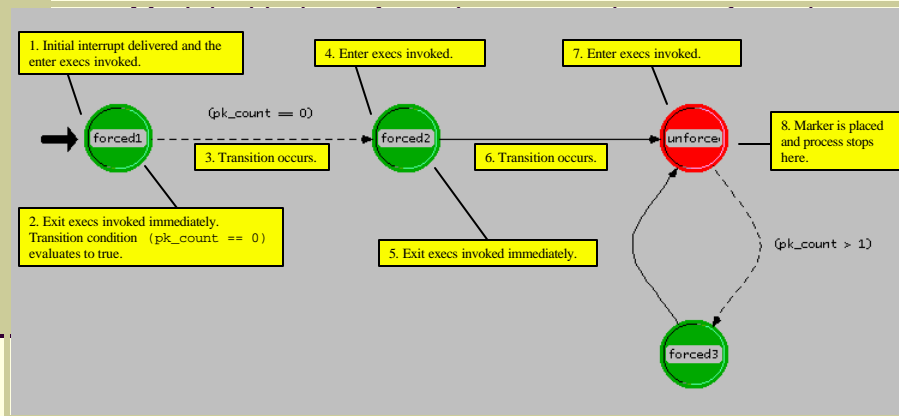 1. Initial interrupt delivered and the
enter execs invoked.
4. Enter execs invoked.
7. Enter execs invoked.
(pk_count == 0)
forced1
forced2
unforce
3. Transition occurs.
6. Transition occurs.
8. Marker is placed
and process stops
here.
2. Exit execs invoked immediately.
Transition condition (pk_count == 0)
evaluates to true.
5. Exit execs invoked immediately.
(pk_count > 1)
forced3